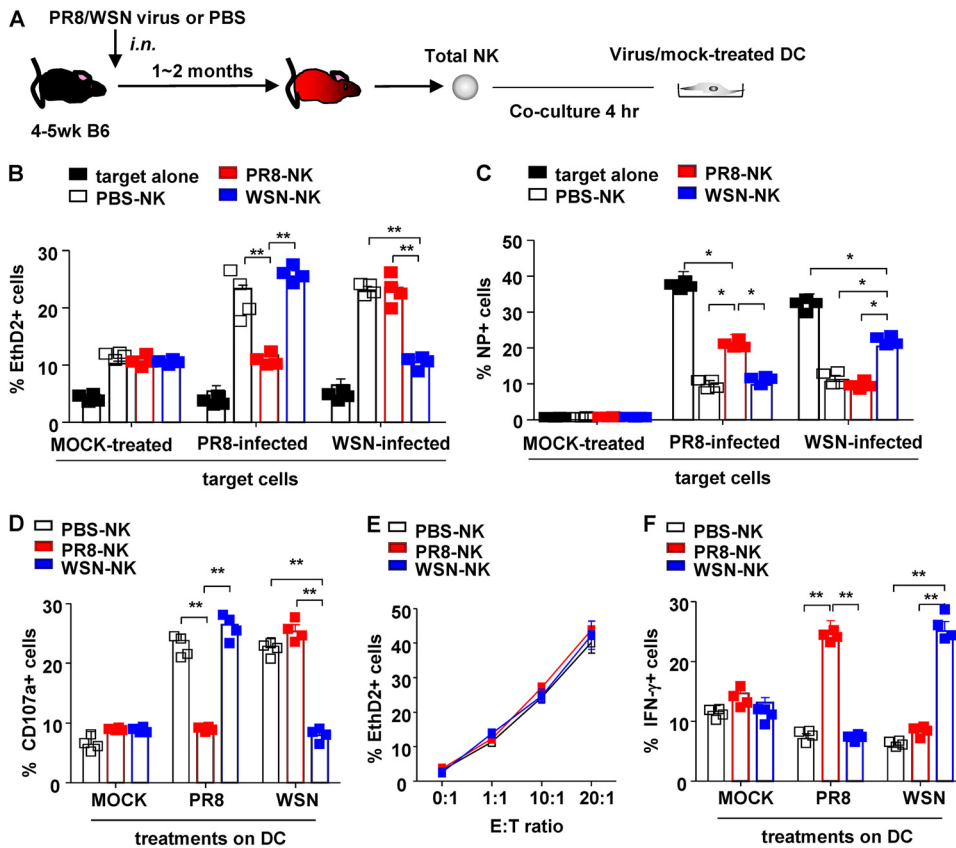 A
PR8/WSN virus or PBS
i.n.
1~2 months
4-5wk B6
Total NK
Co-culture 4 hr
Virus/mock-treated DC
B
target alone
PBS-NK
PR8-NK
WSN-NK
% EthD2+ cells
30
20
10
0
**
**
**
**
MOCK-treated
PR8-infected
WSN-infected
target cells
C
target alone
PBS-NK
PR8-NK
WSN-NK
% NP+ cells
50
40
30
20
10
0
*
*
*
*
*
*
MOCK-treated
PR8-infected
WSN-infected
target cells
D
PBS-NK
PR8-NK
WSN-NK
% CD107a+ cells
30
20
10
0
**
**
**
**
MOCK
PR8
WSN
treatments on DC
E
PBS-NK
PR8-NK
WSN-NK
% EthD2+ cells
50
40
30
20
10
0
0:1
1:1
10:1
20:1
E:T ratio
F
PBS-NK
PR8-NK
WSN-NK
% IFN-γ+ cells
30
20
10
0
**
**
**
**
MOCK
PR8
WSN
treatments on DC